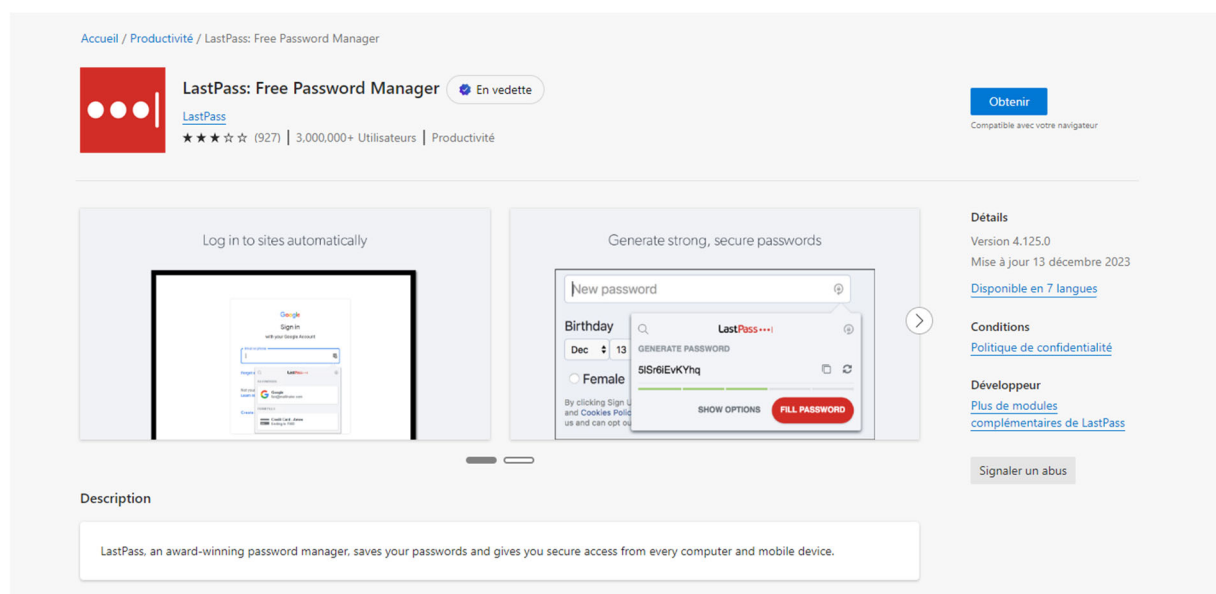 Accueil / Productivité / LastPass: Free Password Manager
LastPass: Free Password Manager
En vedette
LastPass
(927) | 3,000,000+ Utilisateurs | Productivité
Obtenir
Compatible avec votre navigateur
Log in to sites automatically
Google
Sign in
with your Google Account
Google
Generate strong, secure passwords
New password
Birthday
Dec 13
Female
By clicking Sign
and Cookies Polic
us and can opt ou
LastPass
GENERATE PASSWORD
5lSr6iEvKYhq
SHOW OPTIONS
FILL PASSWORD
Détails
Version 4.125.0
Mise à jour 13 décembre 2023
Disponible en 7 langues
Conditions
Politique de confidentialité
Développeur
Plus de modules
complémentaires de LastPass
Signaler un abus
Description
LastPass, an award-winning password manager, saves your passwords and gives you secure access from every computer and mobile device.